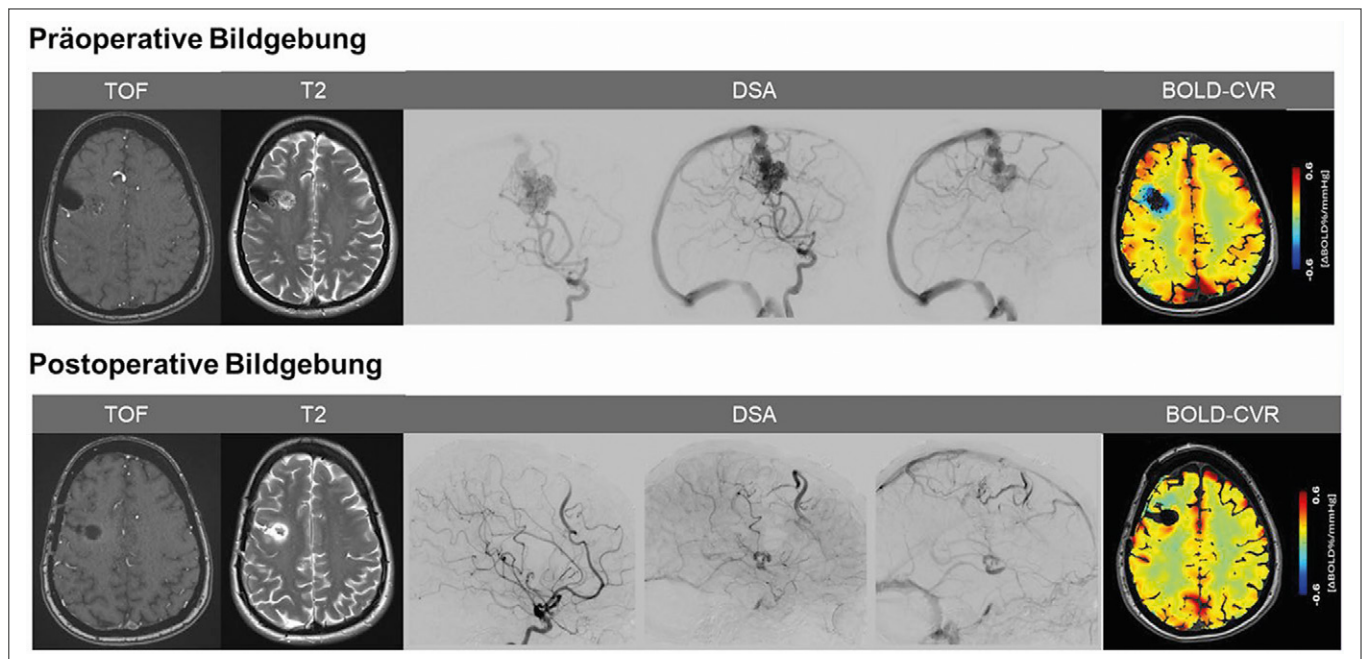 Präoperative Bildgebung
TOF T2 DSA BOLD-CVR
0.6
-0.6
[ΔBOLD%/mmHg]
Postoperative Bildgebung
TOF T2 DSA BOLD-CVR
0.6
-0.6
[ΔBOLD%/mmHg]